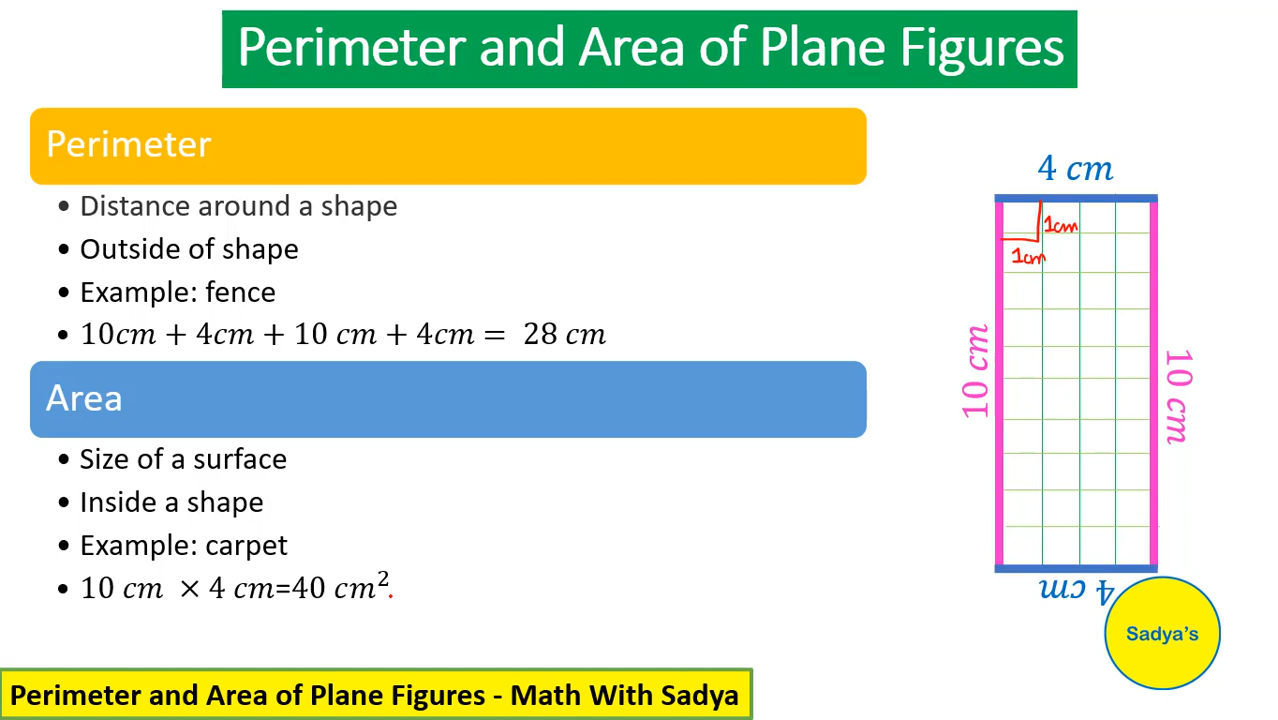 Perimeter and Area of Plane Figures
Perimeter
• Distance around a shape
• Outside of shape
• Example: fence
• 10cm + 4cm + 10 cm + 4cm = 28 cm
Area
• Size of a surface
• Inside a shape
• Example: carpet
• 10 cm × 4 cm=40 cm².
4 cm
1cm
1cm
10 cm
10 cm
4 cm
Sadya's
Perimeter and Area of Plane Figures - Math With Sadya